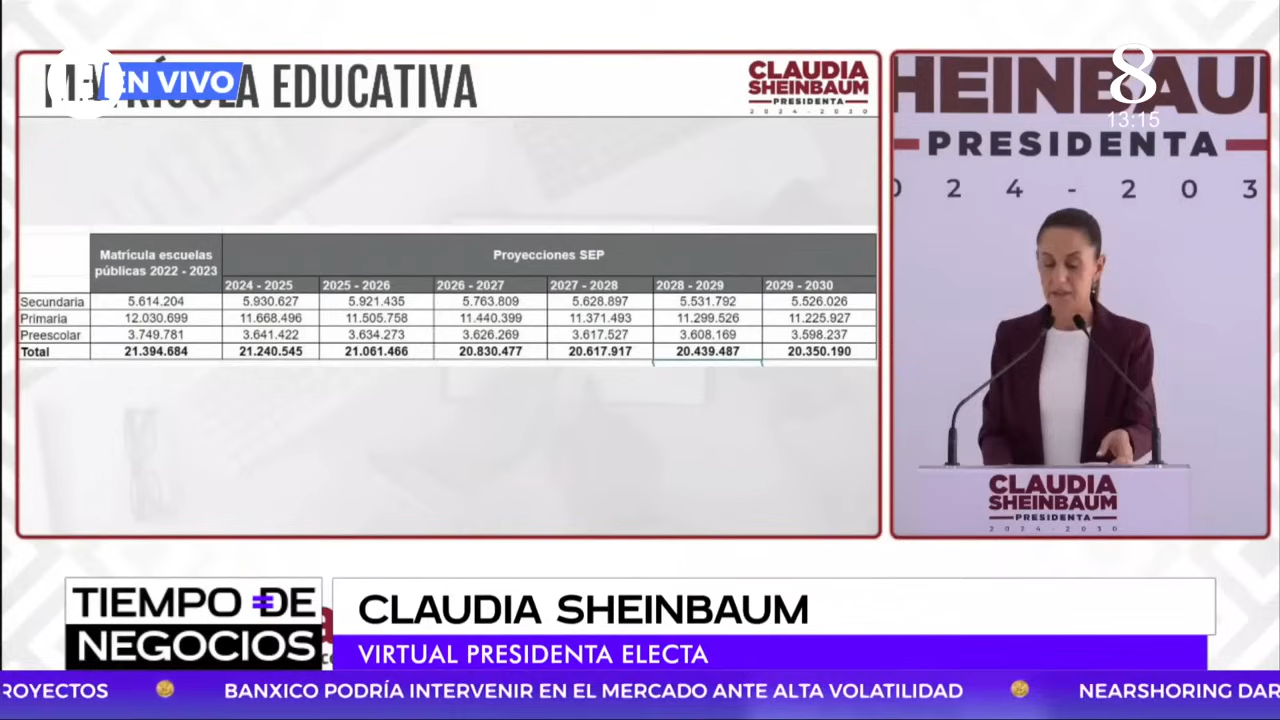 EN VIVO
EDUCATIVA
CLAUDIA
SHEINBAUM
PRESIDENTA
2024-2030
8
13:15
HEINBAU
PRESIDENTA
024-203
Matrícula escuelas
públicas 2022 - 2023
Proyecciones SEP
2024 - 2025 2025 - 2026 2026 - 2027 2027 - 2028 2028 - 2029 2029 - 2030
Secundaria 5.614.204 5.930.627 5.921.435 5.763.809 5.628.897 5.531.792 5.526.026
Primaria 12.030.699 11.668.496 11.505.758 11.440.399 11.371.493 11.299.526 11.225.927
Preescolar 3.749.781 3.641.422 3.634.273 3.626.269 3.617.527 3.608.169 3.598.237
Total 21.394.684 21.240.545 21.061.466 20.830.477 20.617.917 20.439.487 20.350.190
CLAUDIA
SHEINBAUM
PRESIDENTA
2024-2030
TIEMPO DE
NEGOCIOS
CLAUDIA SHEINBAUM
VIRTUAL PRESIDENTA ELECTA
ROYECTOS BANXICO PODRÍA INTERVENIR EN EL MERCADO ANTE ALTA VOLATILIDAD NEARSHORING DAR